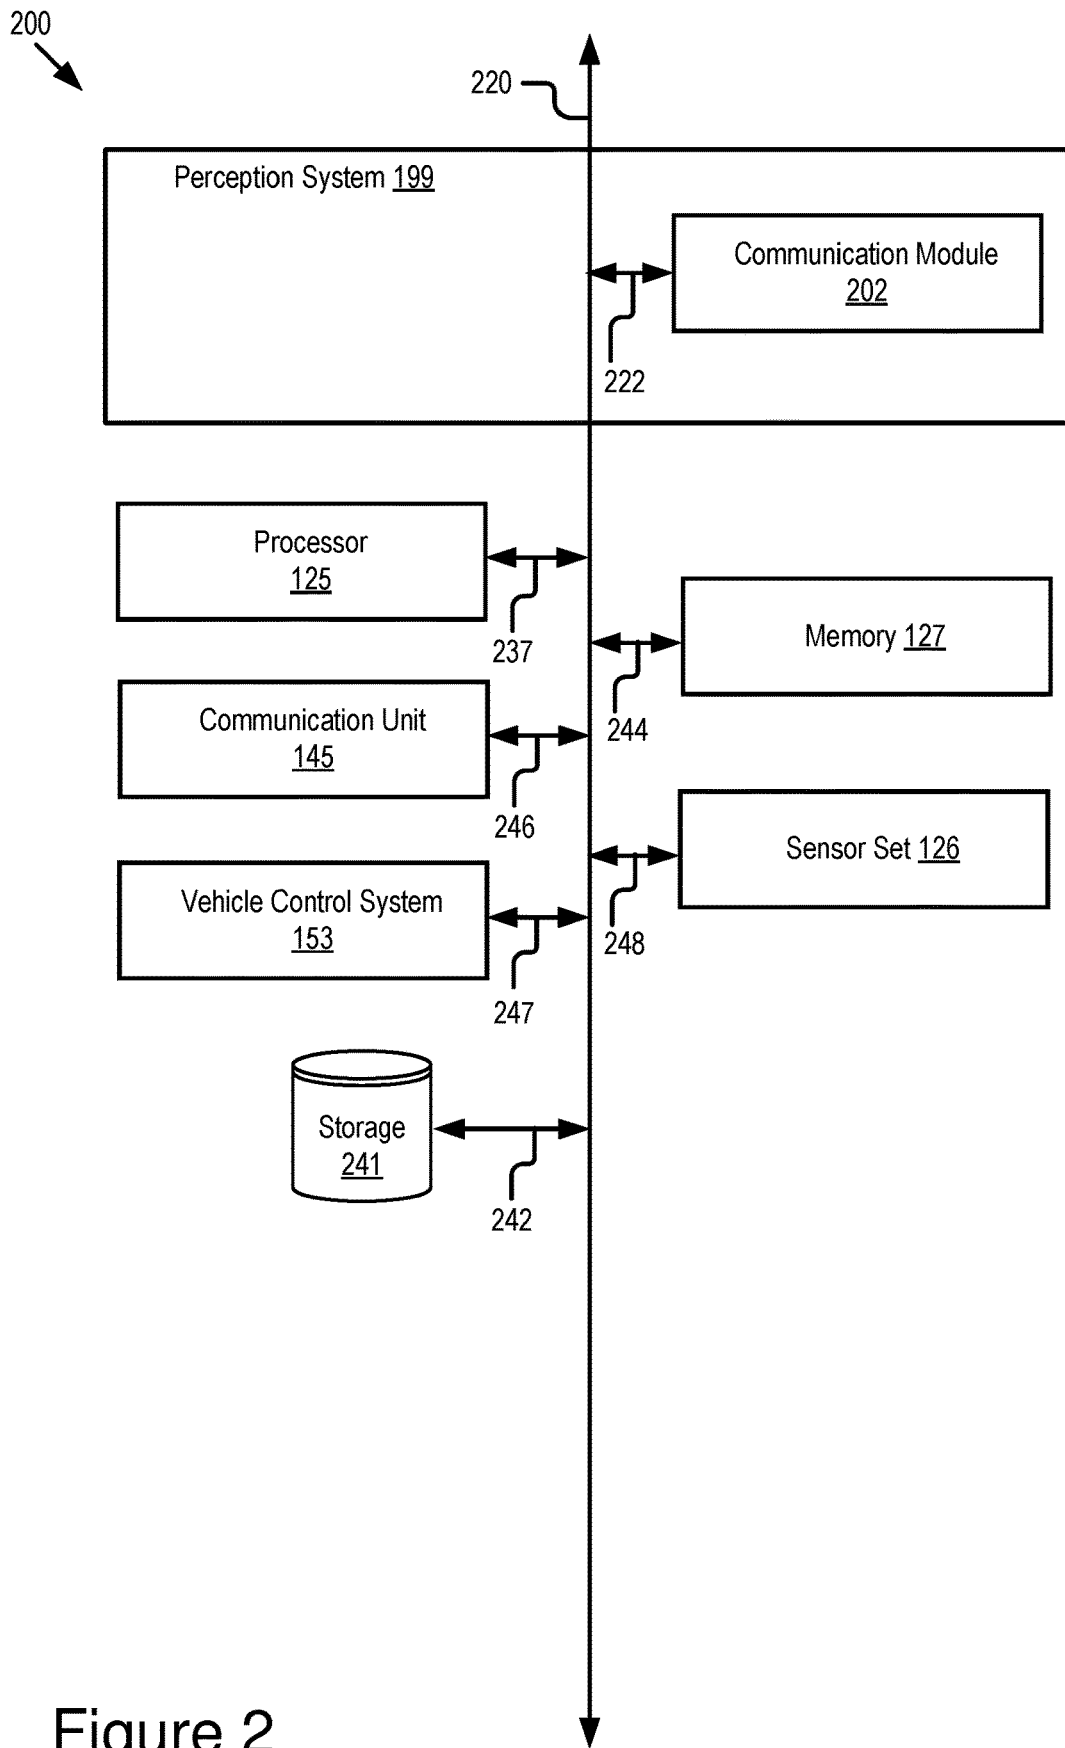 200
220
Perception System 199
Communication Module
202
222
Processor
125
237
Memory 127
244
Communication Unit
145
246
Sensor Set 126
248
Vehicle Control System
153
247
Storage
241
242
Figure 2